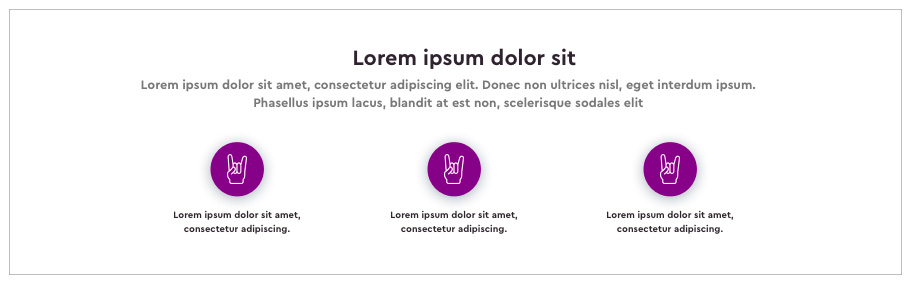 Lorem ipsum dolor sit
Lorem ipsum dolor sit amet, consectetur adipiscing elit. Donec non ultrices nisl, eget interdum ipsum.
Phasellus ipsum lacus, blandit at est non, scelerisque sodales elit
Lorem ipsum dolor sit amet,
consectetur adipiscing.
Lorem ipsum dolor sit amet,
consectetur adipiscing.
Lorem ipsum dolor sit amet,
consectetur adipiscing.